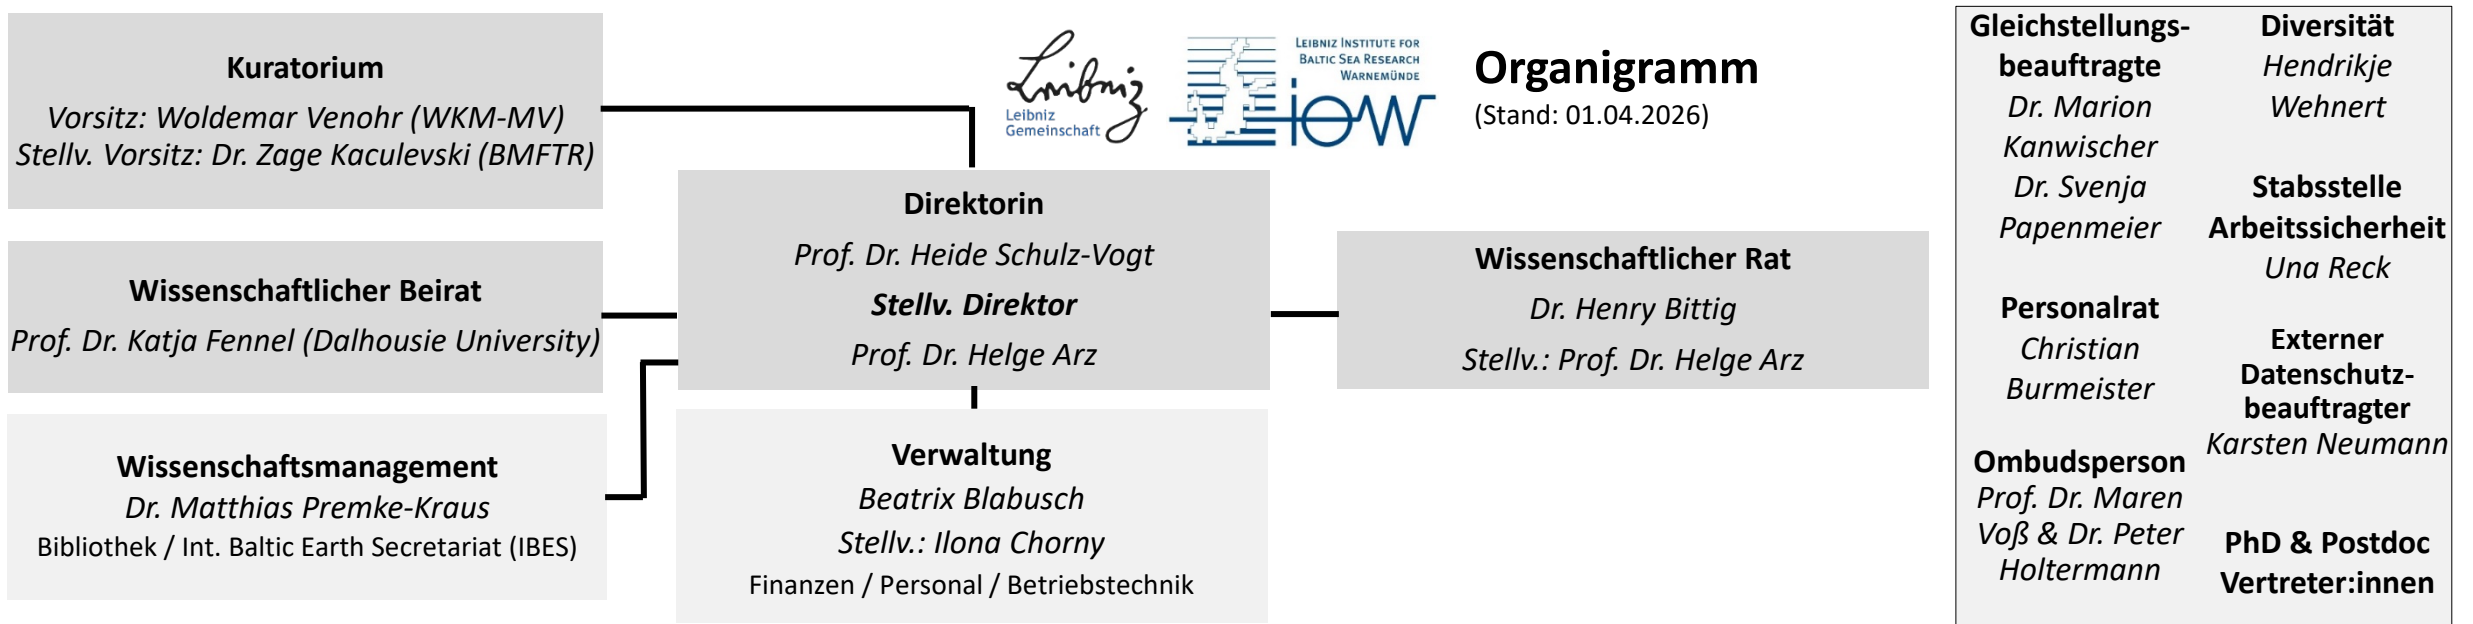 Kuratorium
Vorsitz: Woldemar Venohr (WKM-MV)
Stellv. Vorsitz: Dr. Zage Kaculevski (BMFTR)
Wissenschaftlicher Beirat
Prof. Dr. Katja Fennel (Dalhousie University)
Wissenschaftsmanagement
Dr. Matthias Premke-Kraus
Bibliothek / Int. Baltic Earth Secretariat (IBES)
Leibniz
Leibniz
Gemeinschaft
LEIBNIZ INSTITUTE FOR
BALTIC SEA RESEARCH
WARNEMÜNDE
iow
Organigramm
(Stand: 01.04.2026)
Direktorin
Prof. Dr. Heide Schulz-Vogt
Stellv. Direktor
Prof. Dr. Helge Arz
Verwaltung
Beatrix Blabusch
Stellv.: Ilona Chorny
Finanzen / Personal / Betriebstechnik
Wissenschaftlicher Rat
Dr. Henry Bittig
Stellv.: Prof. Dr. Helge Arz
Gleichstellungs-
beauftragte
Dr. Marion
Kanwischer
Dr. Svenja
Papenmeier
Personalrat
Christian
Burmeister
Ombudsperson
Prof. Dr. Maren
Voß & Dr. Peter
Holtermann
Diversität
Hendrikje
Wehnert
Stabsstelle
Arbeitssicherheit
Una Reck
Externer
Datenschutz-
beauftragter
Karsten Neumann
PhD & Postdoc
Vertreter:innen